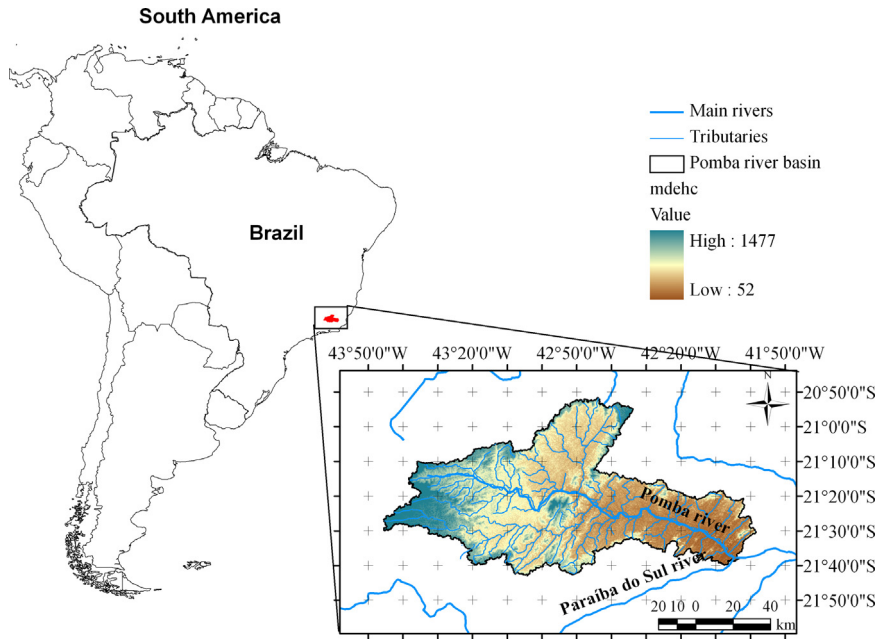 South America
Main rivers
Tributaries
Pomba river basin
mdehc
Value
High : 1477
Low : 52
Brazil
43°50'0"W 43°20'0"W 42°50'0"W 42°20'0"W 41°50'0"W
N
20°50'0"S
21°0'0"S
21°10'0"S
21°20'0"S
21°30'0"S
21°40'0"S
21°50'0"S
Pomba river
Paraíba do Sul river
20 10 0 20 40
km